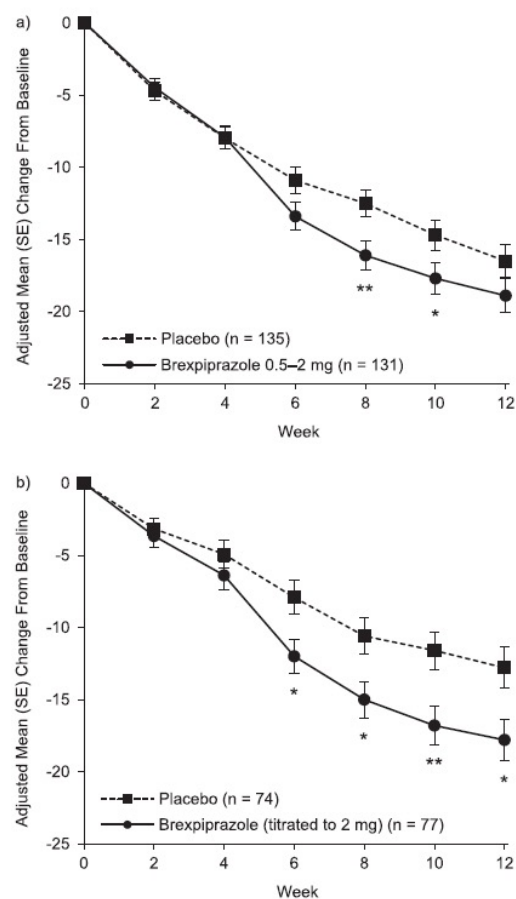 a)
Adjusted Mean (SE) Change From Baseline
0
-5
-10
-15
-20
-25
**
*
Placebo (n = 135)
Brexpiprazole 0.5–2 mg (n = 131)
0 2 4 6 8 10 12
Week
b)
Adjusted Mean (SE) Change From Baseline
0
-5
-10
-15
-20
-25
*
*
**
*
Placebo (n = 74)
Brexpiprazole (titrated to 2 mg) (n = 77)
0 2 4 6 8 10 12
Week